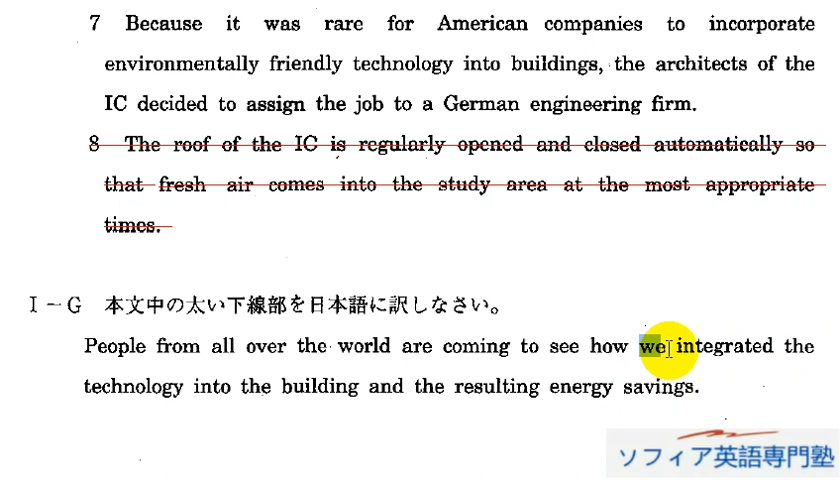 7 Because it was rare for American companies to incorporate
environmentally friendly technology into buildings, the architects of the
IC decided to assign the job to a German engineering firm.
8 The roof of the IC is regularly opened and closed automatically so
that fresh air comes into the study area at the most appropriate
times.
I－G 本文中の太い下線部を日本語に訳しなさい。
People from all over the world are coming to see how we integrated the
technology into the building and the resulting energy savings.
ソフィア英語専門塾